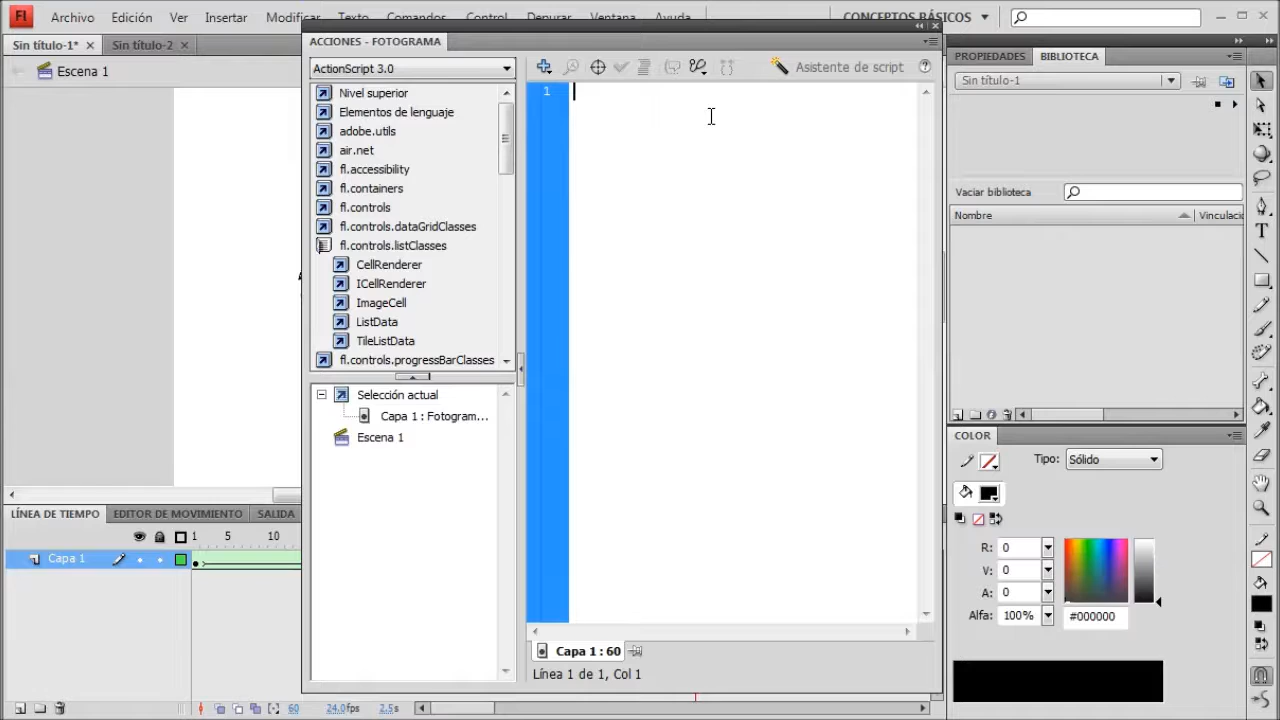 Fl Archivo Edición Ver Insertar Modificar Texto Comandos Control Depurar Ventana Ayuda CONCEPTOS BÁSICOS
Sin título-1* Sin título-2
Escena 1
ACCIONES - FOTOGRAMA
ActionScript 3.0
Nivel superior
Elementos de lenguaje
adobe.utils
air.net
fl.accessibility
fl.containers
fl.controls
fl.controls.dataGridClasses
fl.controls.listClasses
CellRenderer
ICellRenderer
ImageCell
ListData
TileListData
fl.controls.progressBarClasses
Selección actual
Capa 1 : Fotogram...
Escena 1
Asistente de script
1
Capa 1 : 60
Línea 1 de 1, Col 1
PROPIEDADES BIBLIOTECA
Sin título-1
Vaciar biblioteca
Nombre Vinculació
COLOR
Tipo: Sólido
R: 0
V: 0
A: 0
Alfa: 100% #000000
LÍNEA DE TIEMPO EDITOR DE MOVIMIENTO SALIDA
1 5 10
Capa 1
60 24.0fps 2.5s